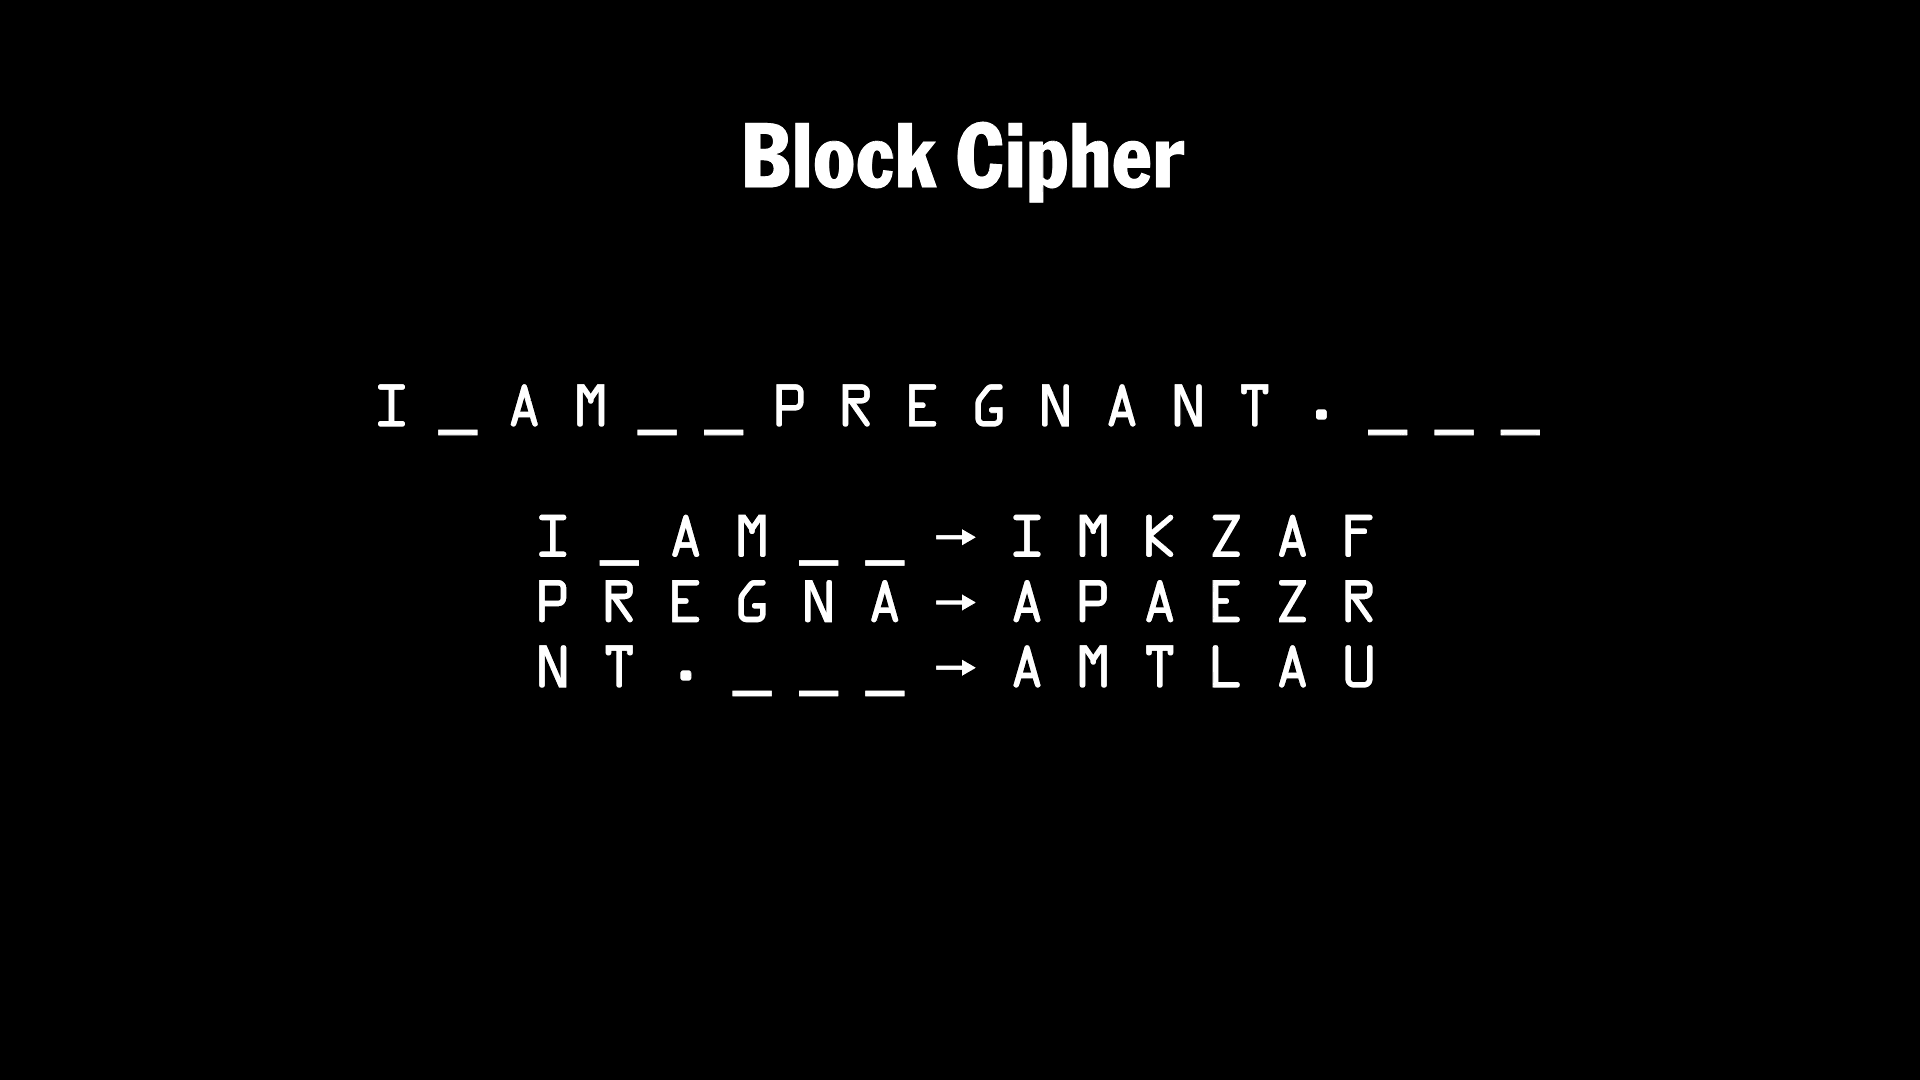 Block Cipher
I _ A M _ _ P R E G N A N T . _ _ _
I _ A M _ _ → I M K Z A F
P R E G N A → A P A E Z R
N T . _ _ _ → A M T L A U